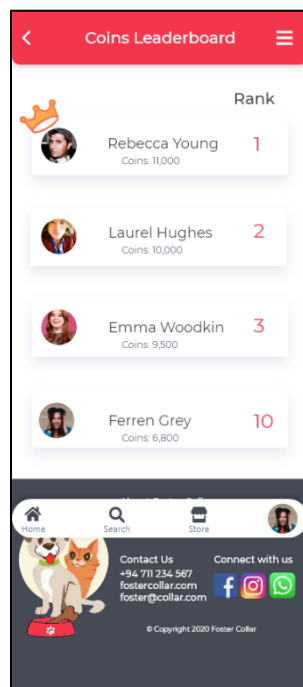 Coins Leaderboard
Rank
Rebecca Young 1
Coins: 11,000
Laurel Hughes 2
Coins: 10,000
Emma Woodkin 3
Coins: 9,500
Ferren Grey 10
Coins: 6,800
Home Search Store
Contact Us Connect with us
+94 711 234 567
fostercollar.com
foster@collar.com
© Copyright 2020 Foster Collar